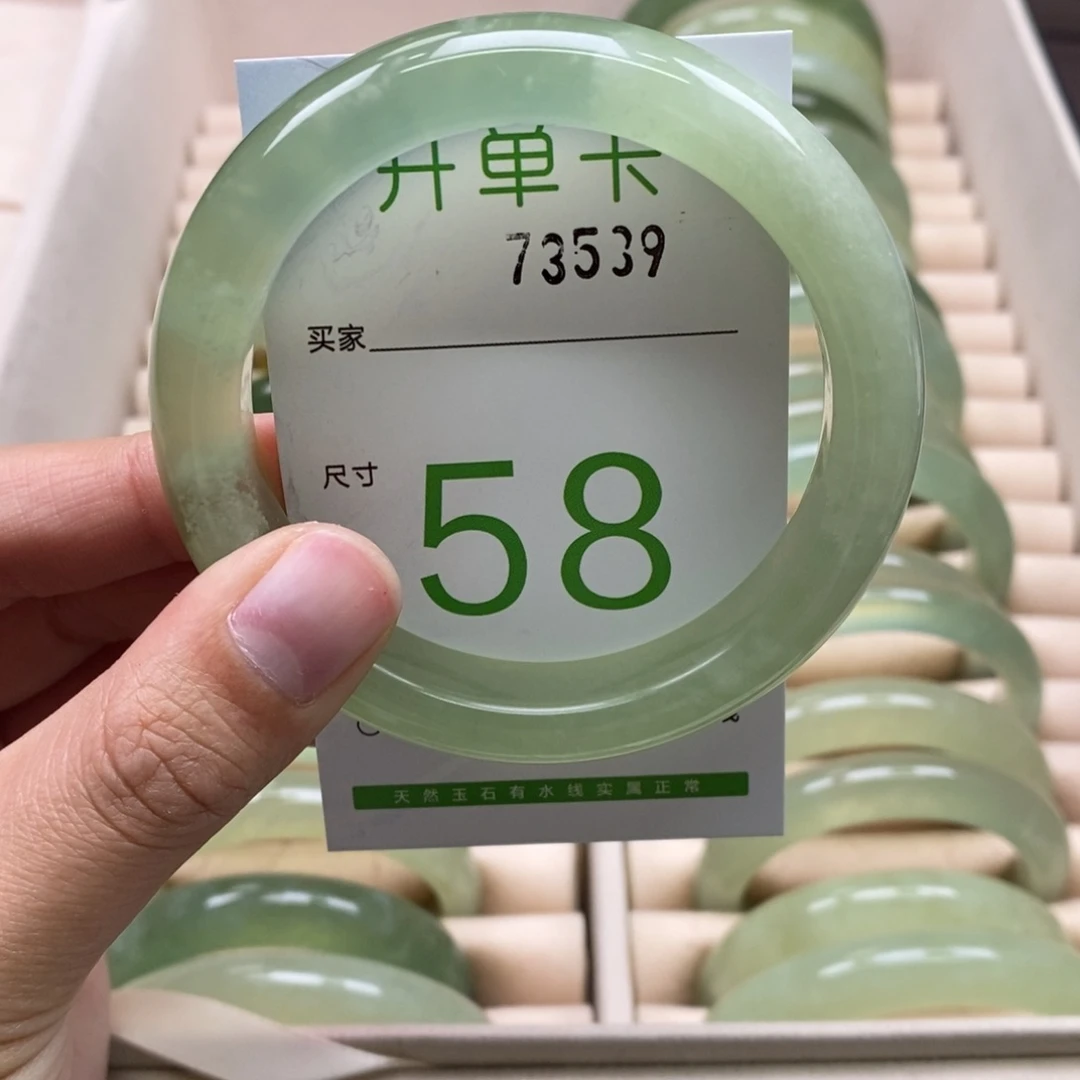 开单卡
73539
买家
尺寸 58
天然玉石有水线实属正常